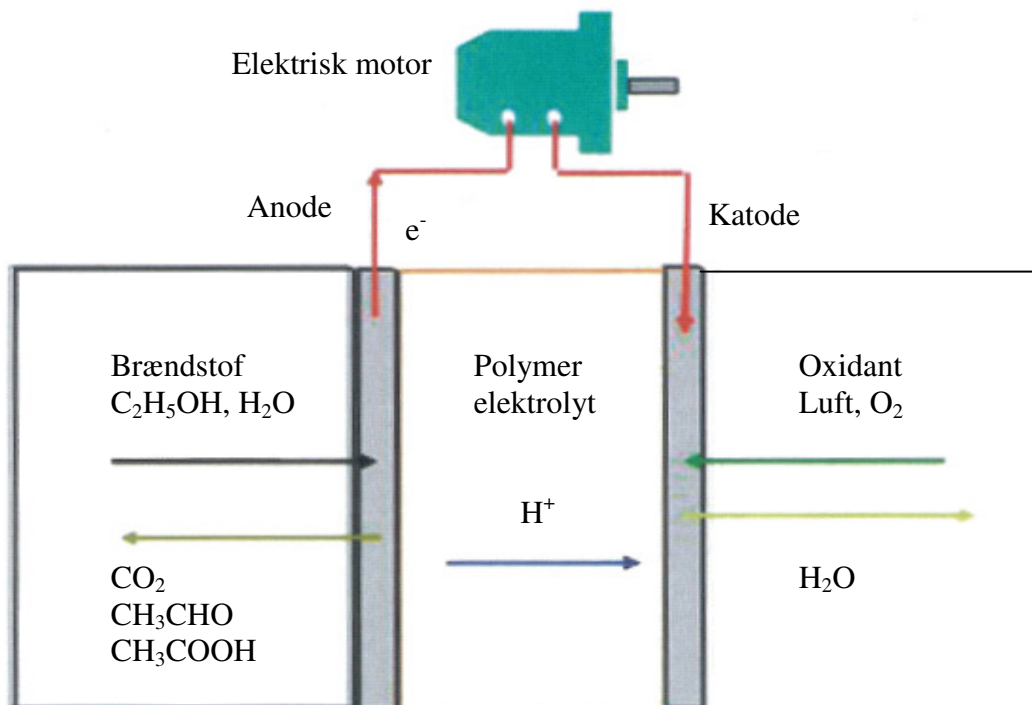 Elektrisk motor
Anode
e⁻
Katode
Brændstof
C₂H₅OH, H₂O
Polymer
elektrolyt
Oxidant
Luft, O₂
H⁺
CO₂
CH₃CHO
CH₃COOH
H₂O